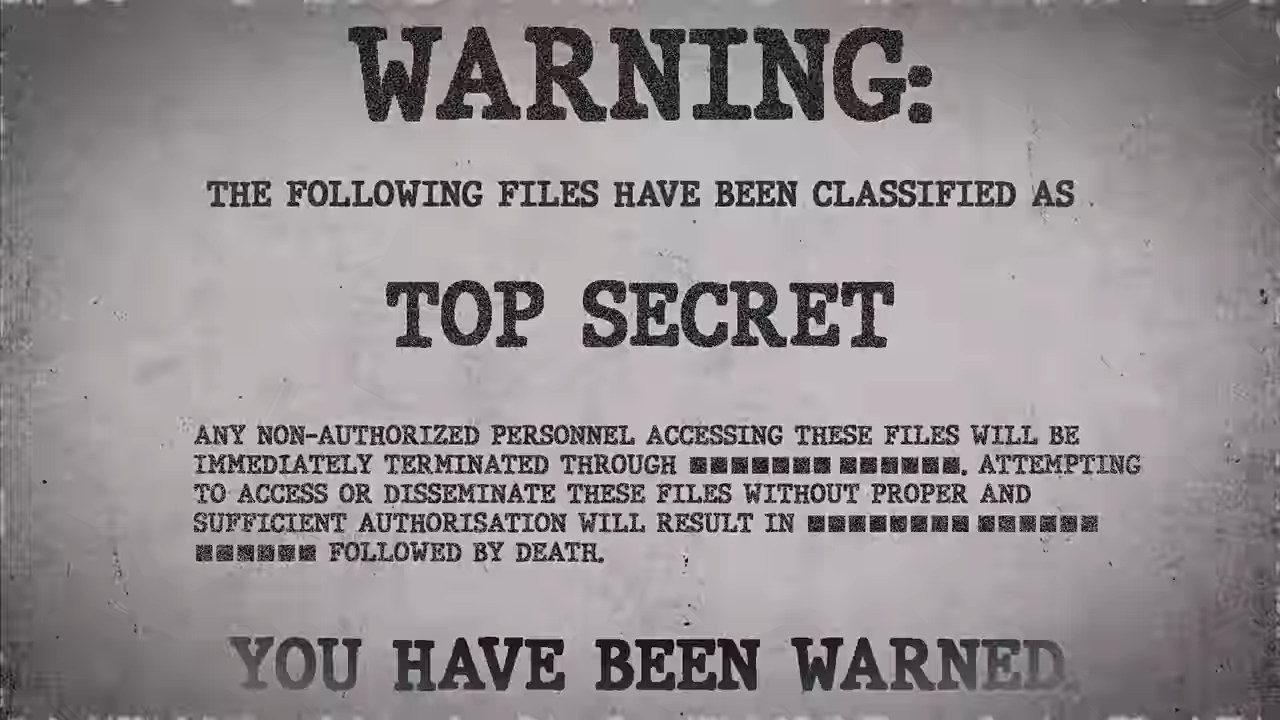 WARNING:
THE FOLLOWING FILES HAVE BEEN CLASSIFIED AS
TOP SECRET
ANY NON-AUTHORIZED PERSONNEL ACCESSING THESE FILES WILL BE
IMMEDIATELY TERMINATED THROUGH ■■■■■■■ ■■■■■■. ATTEMPTING
TO ACCESS OR DISSEMINATE THESE FILES WITHOUT PROPER AND
SUFFICIENT AUTHORISATION WILL RESULT IN ■■■■■■■■ ■■■■■■
■■■■■■ FOLLOWED BY DEATH.
YOU HAVE BEEN WARNED.